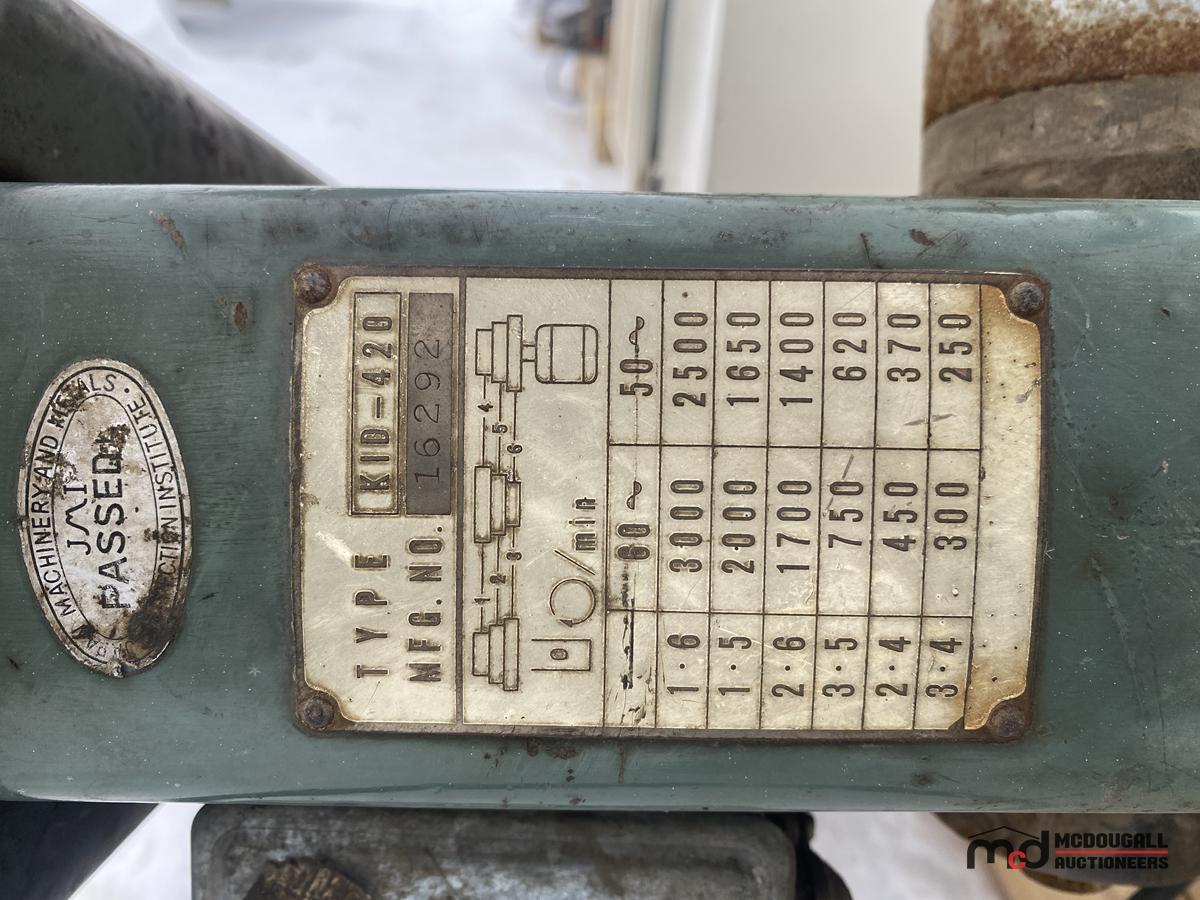 TYPE KID-420
MFG.NO. 16292
4
5
6
1
2
3
/min
60~ 50~
1·6 3000 2500
1·5 2000 1650
2·6 1700 1400
3·5 750 620
2·4 450 370
3·4 300 250
MACHINERY AND METALS
JMI
PASSED
INSTITUTE
mcd MCDOUGALL
AUCTIONEERS